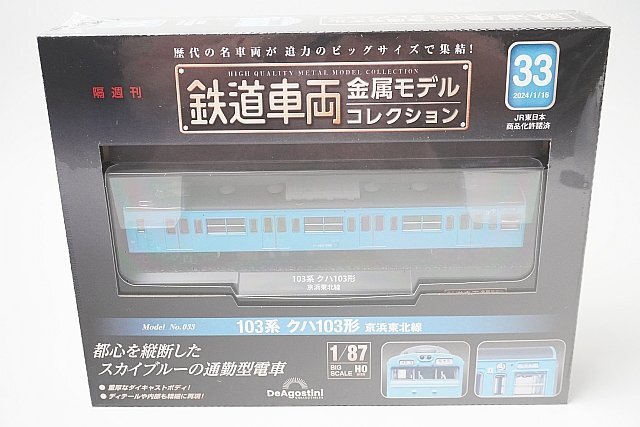 歴代の名車両が迫力のビッグサイズで集結!
HIGH QUALITY METAL MODEL COLLECTION
隔週刊
鉄道車両
金属モデル
コレクション
33
2024/1/16
JR東日本
商品化許諾済
103系 クハ103形
京浜東北線
Model No.033
103系 クハ103形 京浜東北線
都心を縦断した
スカイブルーの通勤型電車
●重厚なダイキャストボディ!
●ディテールや内部も精細に再現!
DeAgostini
1/87
BIG
SCALE
HO